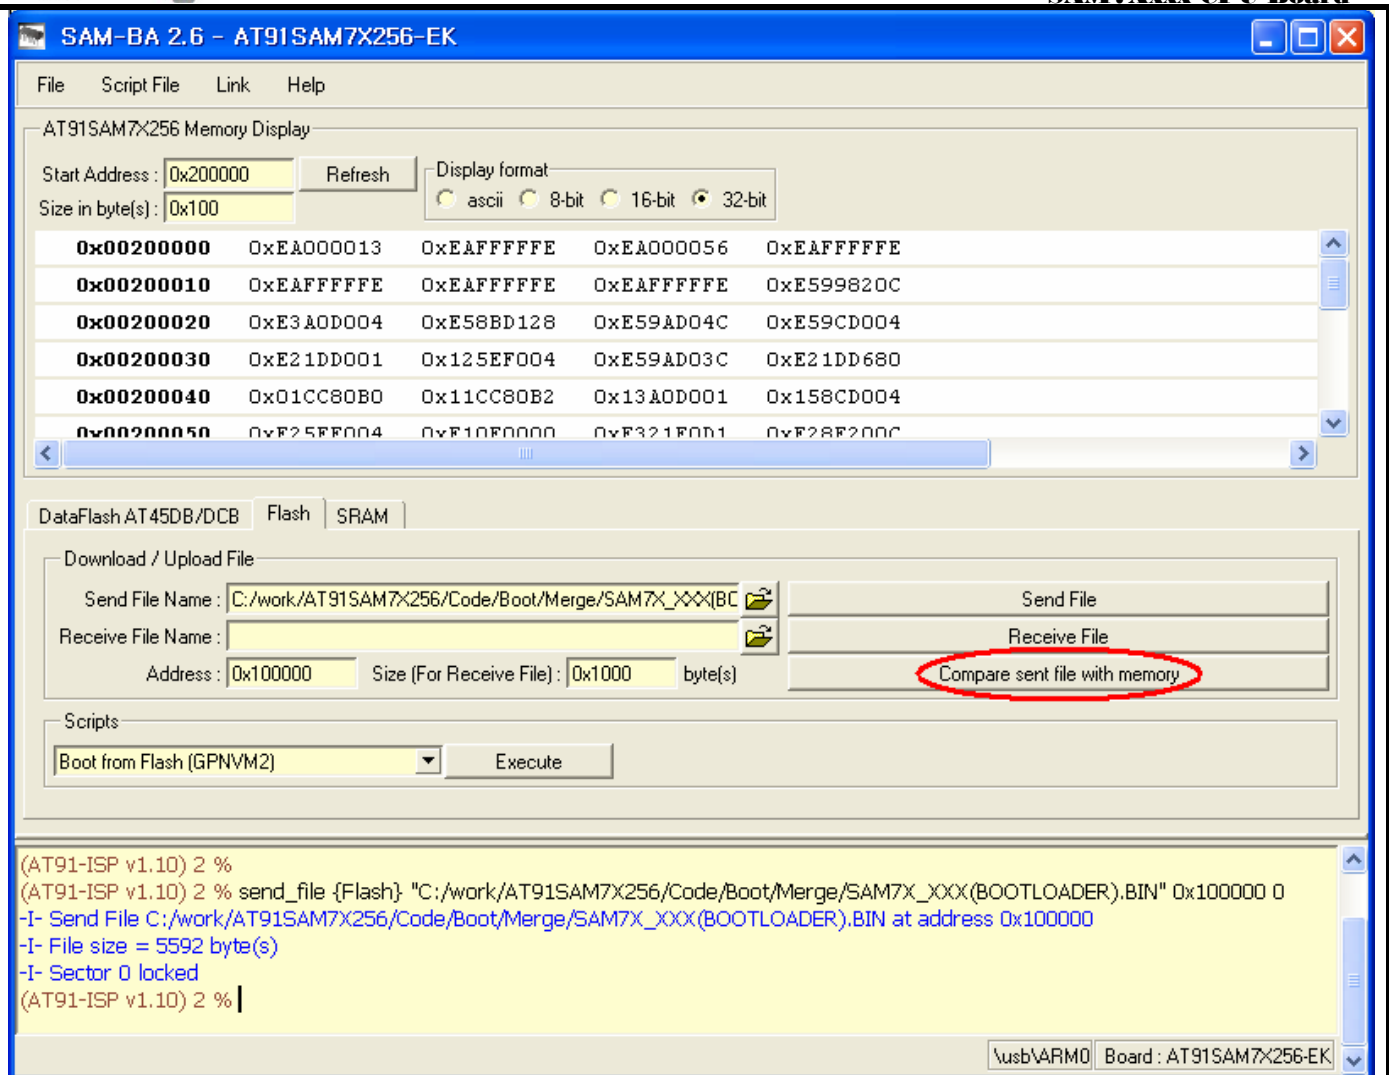 SAM-BA 2.6 - AT91SAM7X256-EK
File Script File Link Help
AT91SAM7X256 Memory Display
Start Address : 0x200000 Refresh
Size in byte(s) : 0x100
Display format
ascii 8-bit 16-bit 32-bit
0x00200000 0xEA000013 0xEAFFFFFE 0xEA000056 0xEAFFFFFE
0x00200010 0xEAFFFFFE 0xEAFFFFFE 0xEAFFFFFE 0xE599820C
0x00200020 0xE3A0D004 0xE58BD128 0xE59AD04C 0xE59CD004
0x00200030 0xE21DD001 0x125EF004 0xE59AD03C 0xE21DD680
0x00200040 0x01CC80B0 0x11CC80B2 0x13A0D001 0x158CD004
0x00200050 0xE25EF004 0xE10F0000 0xE321F0D1 0xE28F200C
DataFlash AT45DB/DCB Flash SRAM
Download / Upload File
Send File Name : C:/work/AT91SAM7X256/Code/Boot/Merge/SAM7X_XXX(BC Send File
Receive File Name : Receive File
Address : 0x100000 Size (For Receive File) : 0x1000 byte(s) Compare sent file with memory
Scripts
Boot from Flash (GPNVM2) Execute
(AT91-ISP v1.10) 2 %
(AT91-ISP v1.10) 2 % send_file {Flash} "C:/work/AT91SAM7X256/Code/Boot/Merge/SAM7X_XXX(BOOTLOADER).BIN" 0x100000 0
-I- Send File C:/work/AT91SAM7X256/Code/Boot/Merge/SAM7X_XXX(BOOTLOADER).BIN at address 0x100000
-I- File size = 5592 byte(s)
-I- Sector 0 locked
(AT91-ISP v1.10) 2 %
\usb\ARM0 Board : AT91SAM7X256-EK